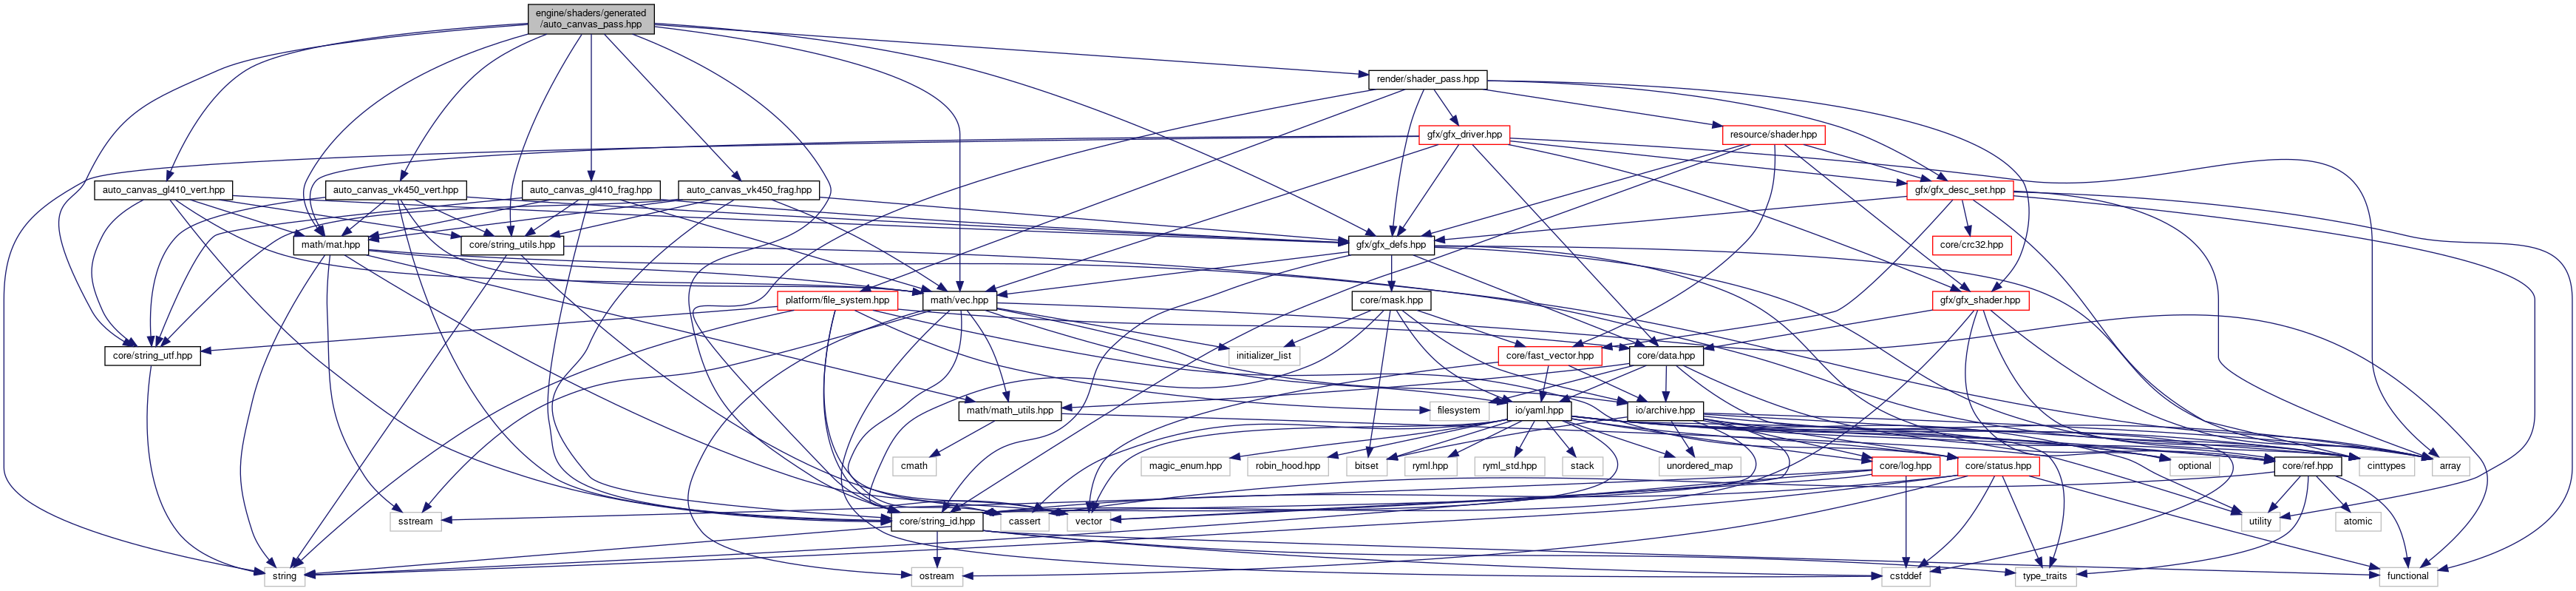 engine/shaders/generated
/auto_canvas_pass.hpp
render/shader_pass.hpp
gfx/gfx_driver.hpp
resource/shader.hpp
auto_canvas_gl410_vert.hpp
auto_canvas_vk450_vert.hpp
auto_canvas_gl410_frag.hpp
auto_canvas_vk450_frag.hpp
gfx/gfx_desc_set.hpp
math/mat.hpp
core/string_utils.hpp
gfx/gfx_defs.hpp
core/crc32.hpp
platform/file_system.hpp
math/vec.hpp
core/mask.hpp
gfx/gfx_shader.hpp
core/string_utf.hpp
initializer_list
core/fast_vector.hpp
core/data.hpp
math/math_utils.hpp
filesystem
io/yaml.hpp
io/archive.hpp
cmath
magic_enum.hpp
robin_hood.hpp
bitset
ryml.hpp
ryml_std.hpp
stack
unordered_map
core/log.hpp
core/status.hpp
optional
core/ref.hpp
cinttypes
array
sstream
core/string_id.hpp
cassert
vector
utility
atomic
string
ostream
cstddef
type_traits
functional